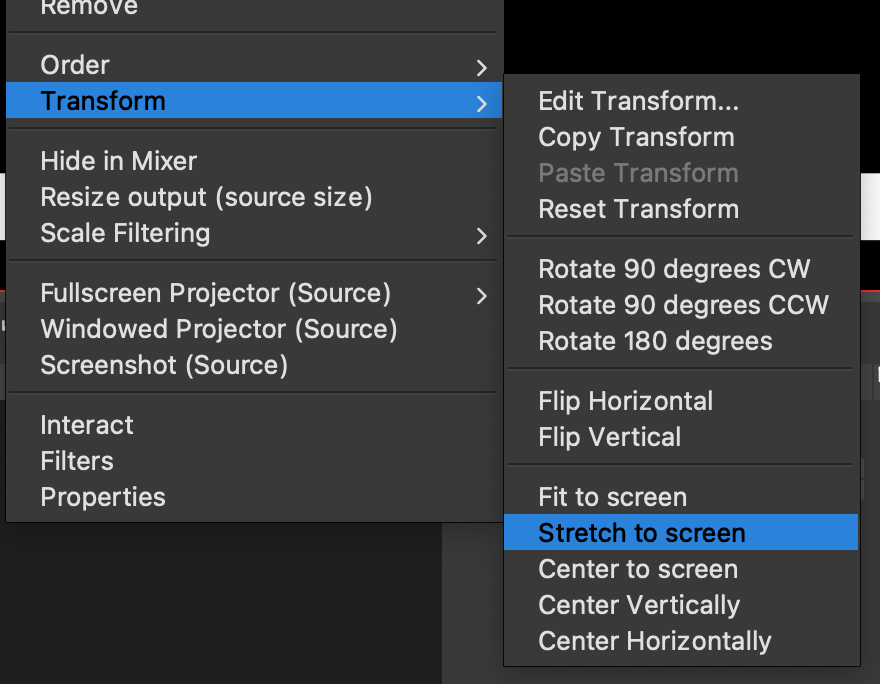 Remove
Order
Transform
Hide in Mixer
Resize output (source size)
Scale Filtering
Fullscreen Projector (Source)
Windowed Projector (Source)
Screenshot (Source)
Interact
Filters
Properties
Edit Transform...
Copy Transform
Paste Transform
Reset Transform
Rotate 90 degrees CW
Rotate 90 degrees CCW
Rotate 180 degrees
Flip Horizontal
Flip Vertical
Fit to screen
Stretch to screen
Center to screen
Center Vertically
Center Horizontally